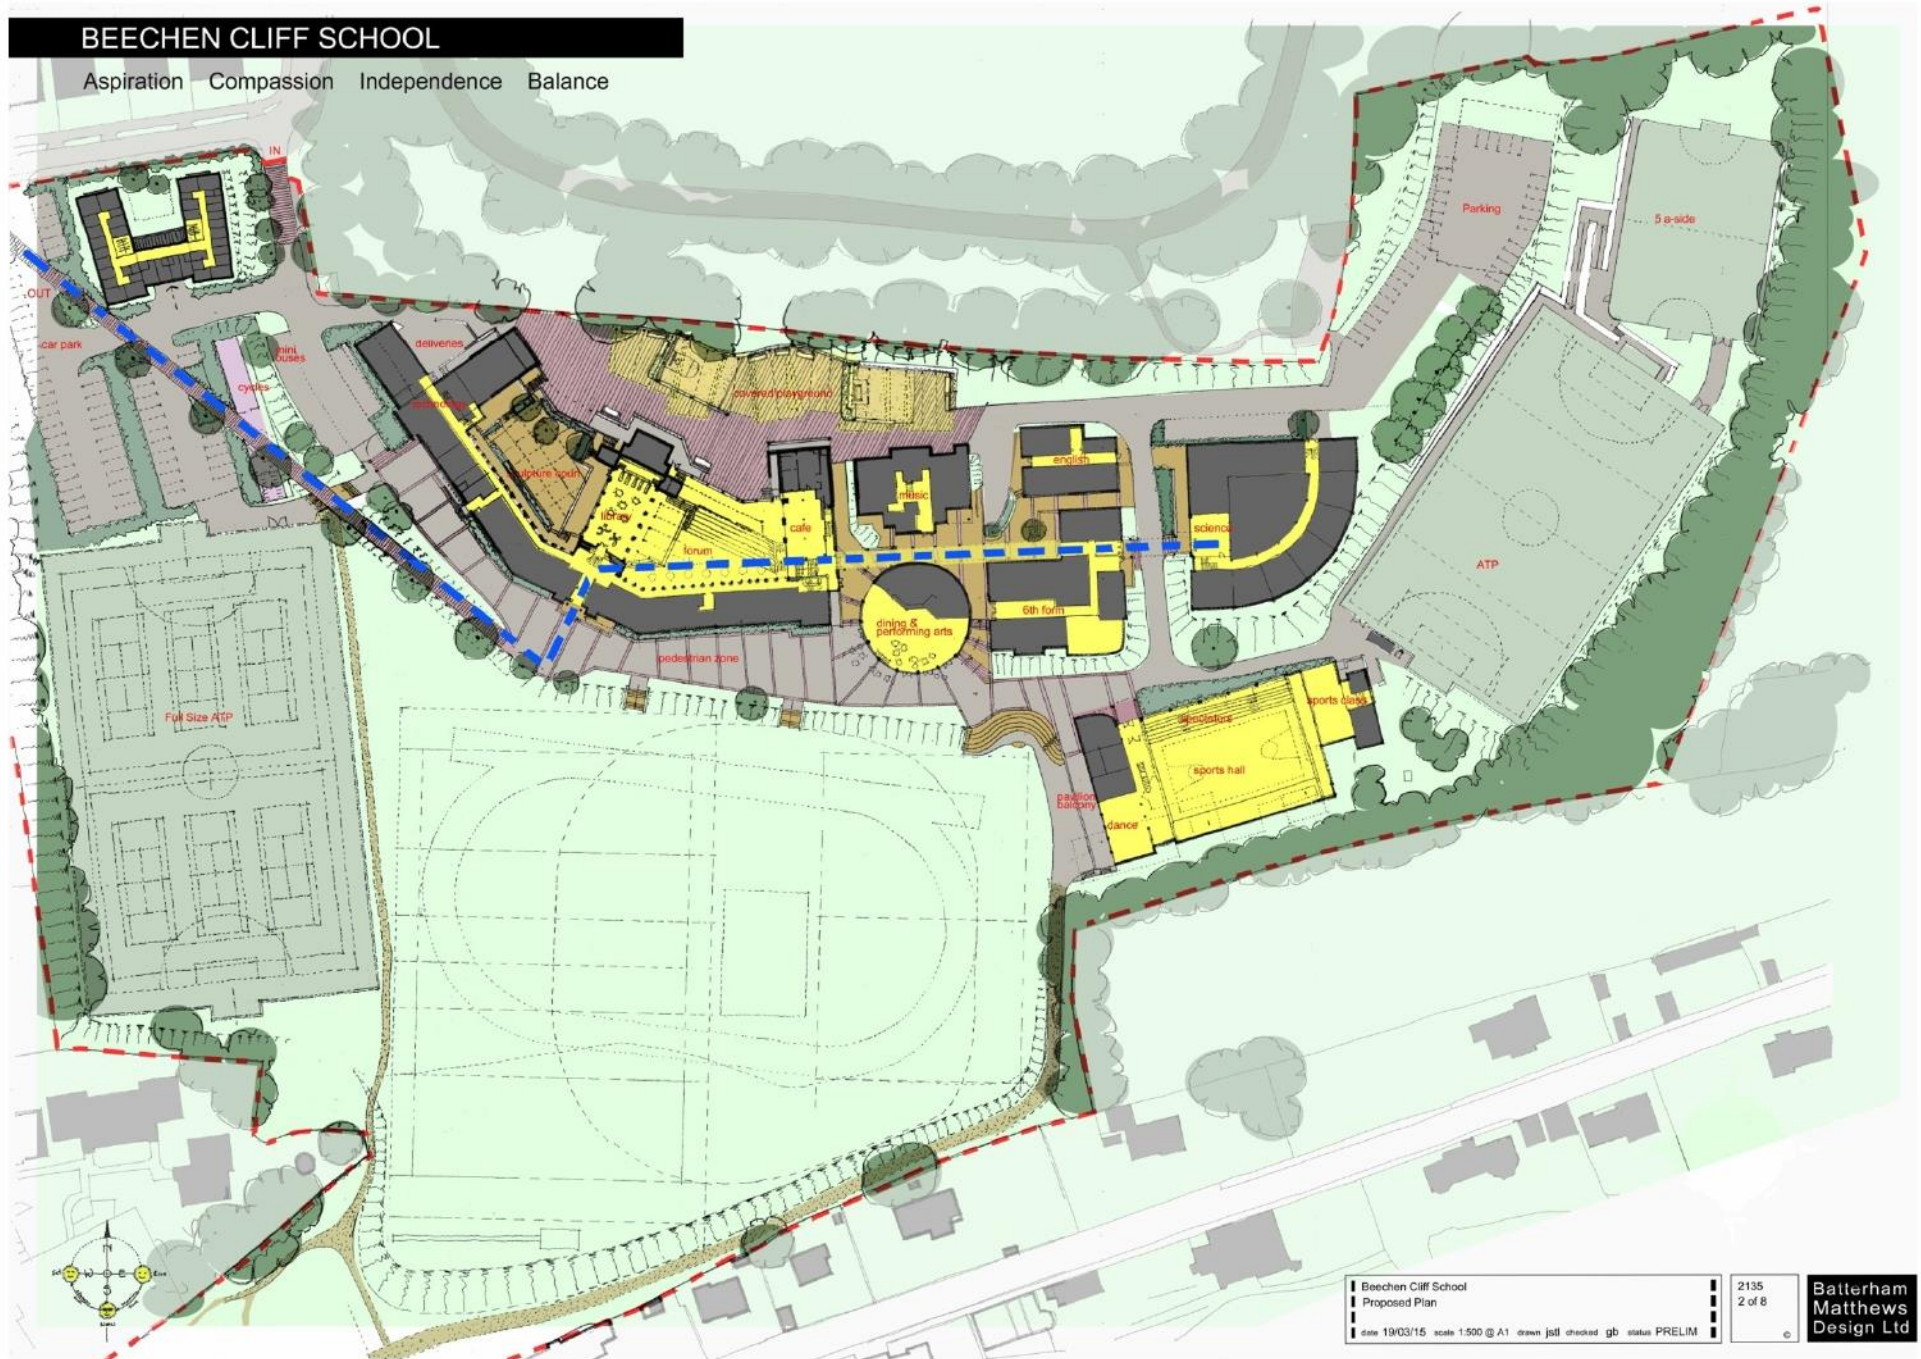 BEECHEN CLIFF SCHOOL
Aspiration Compassion Independence Balance
IN
OUT
car park
mini
buses
cycles
deliveries
technology
sculpture court
covered playground
library
forum
cafe
music
english
science
6th form
dining &
performing arts
pedestrian zone
Parking
5 a-side
ATP
Full Size ATP
spectators
sports class
sports hall
pavilion
balcony
dance
N
W E
S
Beechen Cliff School
Proposed Plan
date 19/03/15 scale 1:500 @ A1 drawn jstl checked gb status PRELIM
2135
2 of 8
©
Batterham
Matthews
Design Ltd